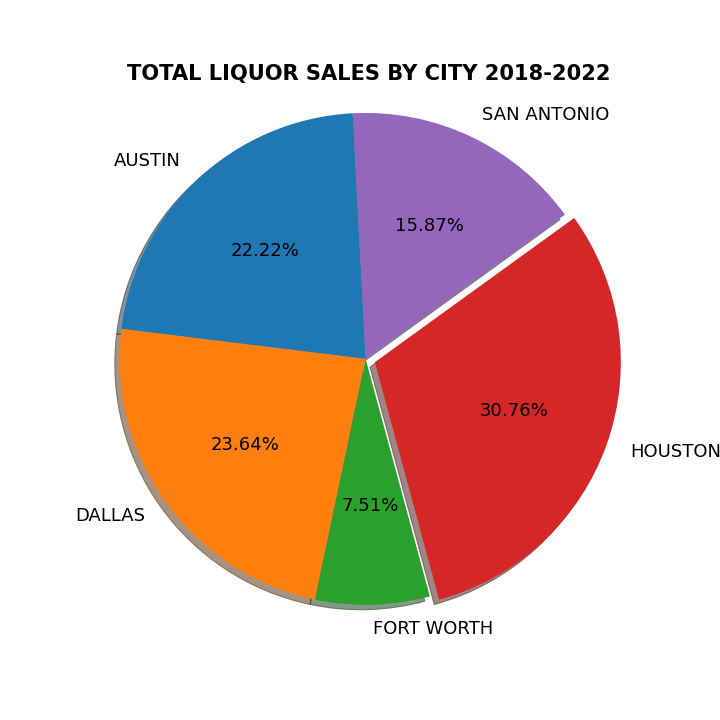 TOTAL LIQUOR SALES BY CITY 2018-2022
SAN ANTONIO
AUSTIN
15.87%
22.22%
30.76%
23.64%
HOUSTON
7.51%
DALLAS
FORT WORTH